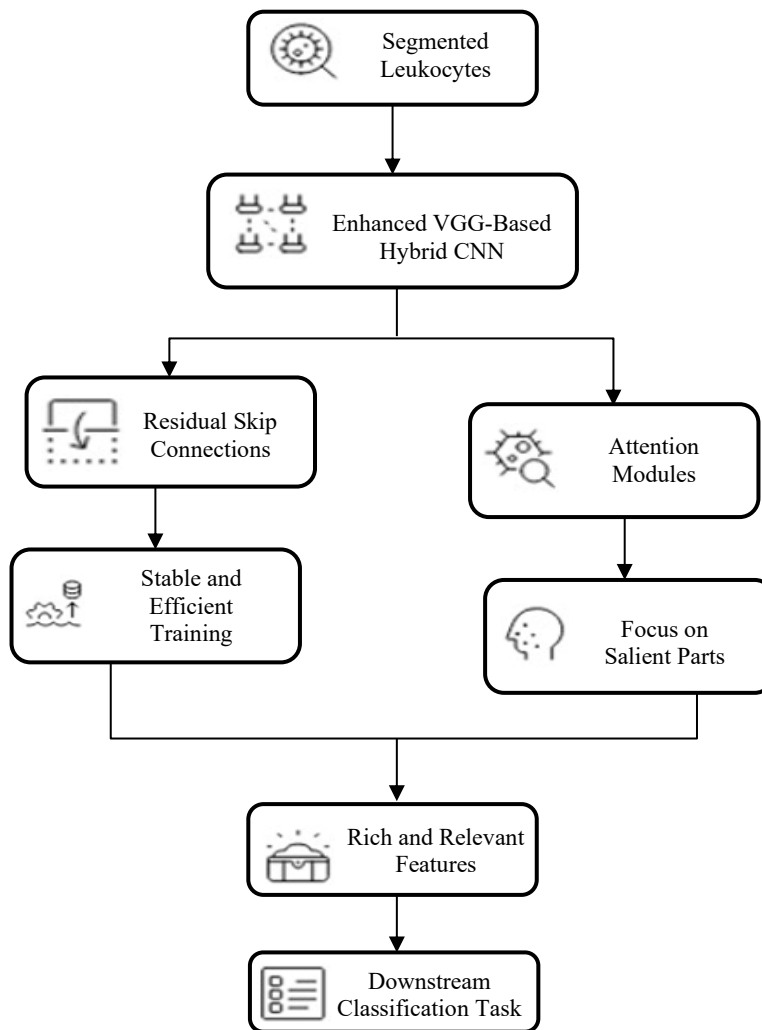 Segmented
Leukocytes
Enhanced VGG-Based
Hybrid CNN
Residual Skip
Connections
Attention
Modules
Stable and
Efficient
Training
Focus on
Salient Parts
Rich and Relevant
Features
Downstream
Classification Task